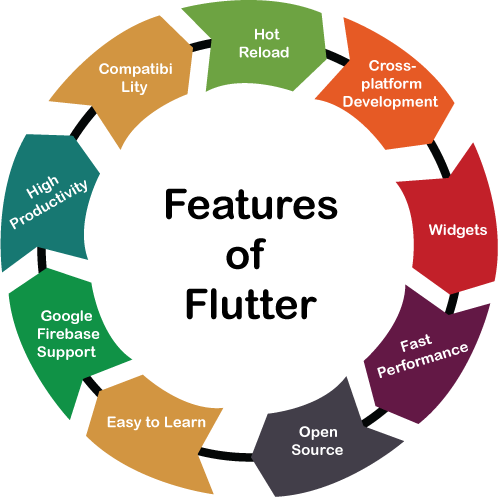 Features
of
Flutter
Hot
Reload
Cross-
platform
Development
Widgets
Fast
Performance
Open
Source
Easy to Learn
Google
Firebase
Support
High
Productivity
Compatibi
Lity